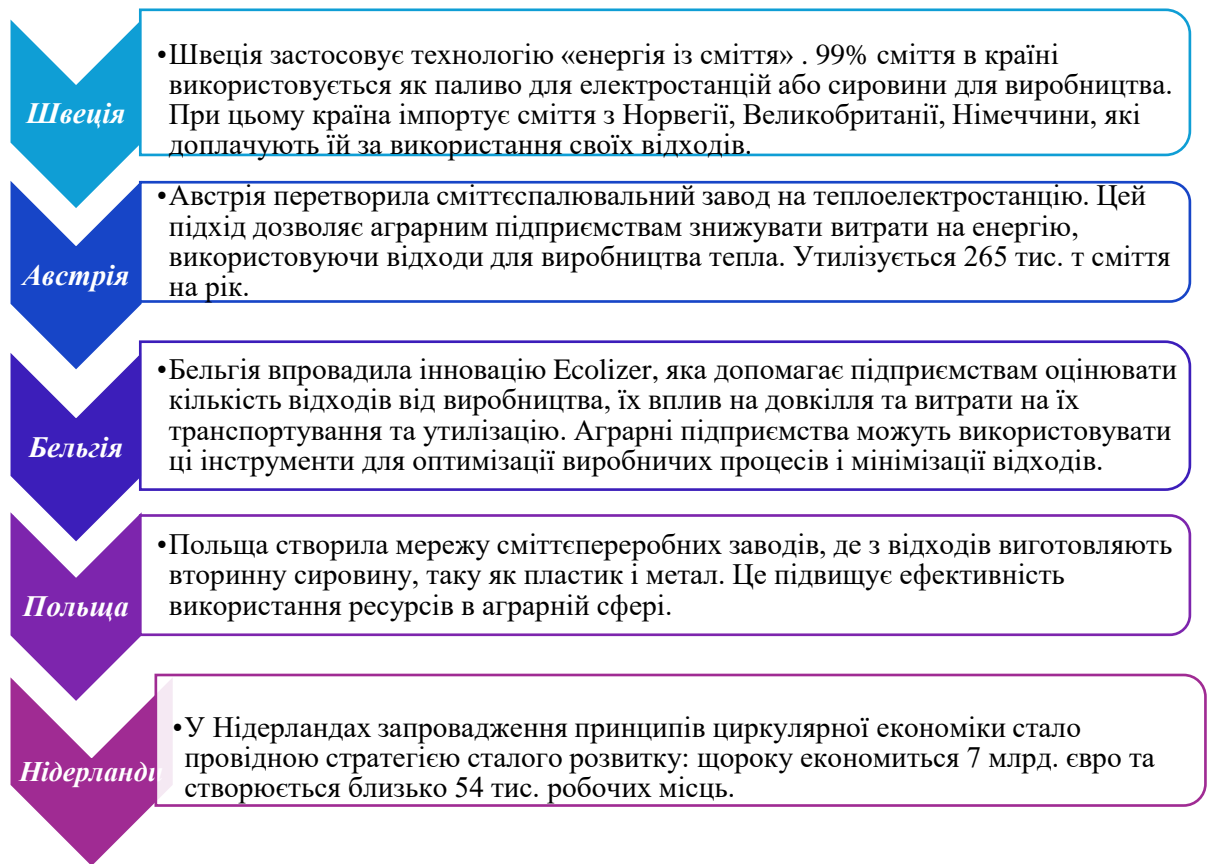 Швеція
•Швеція застосовує технологію «енергія із сміття» . 99% сміття в країні
використовується як паливо для електростанцій або сировини для виробництва.
При цьому країна імпортує сміття з Норвегії, Великобританії, Німеччини, які
доплачують їй за використання своїх відходів.
Австрія
•Австрія перетворила сміттєспалювальний завод на теплоелектростанцію. Цей
підхід дозволяє аграрним підприємствам знижувати витрати на енергію,
використовуючи відходи для виробництва тепла. Утилізується 265 тис. т сміття
на рік.
Бельгія
•Бельгія впровадила інновацію Ecolizer, яка допомагає підприємствам оцінювати
кількість відходів від виробництва, їх вплив на довкілля та витрати на їх
транспортування та утилізацію. Аграрні підприємства можуть використовувати
ці інструменти для оптимізації виробничих процесів і мінімізації відходів.
Польща
•Польща створила мережу сміттєпереробних заводів, де з відходів виготовляють
вторинну сировину, таку як пластик і метал. Це підвищує ефективність
використання ресурсів в аграрній сфері.
Нідерланди
•У Нідерландах запровадження принципів циркулярної економіки стало
провідною стратегією сталого розвитку: щороку економиться 7 млрд. євро та
створюється близько 54 тис. робочих місць.